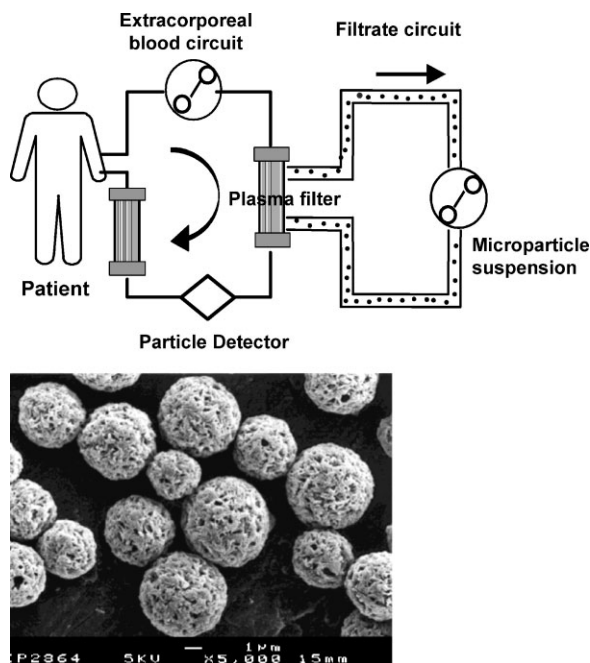 Extracorporeal
blood circuit
Filtrate circuit
Plasma filter
Microparticle
suspension
Patient
Particle Detector
5KU X5,000 1μm 15mm